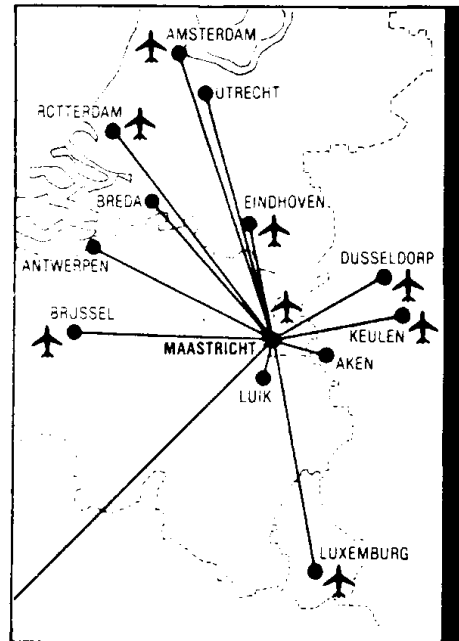 AMSTERDAM
UTRECHT
ROTTERDAM
BREDA
EINDHOVEN
ANTWERPEN
DUSSELDORP
BRUSSEL
KEULEN
MAASTRICHT
AKEN
LUIK
LUXEMBURG